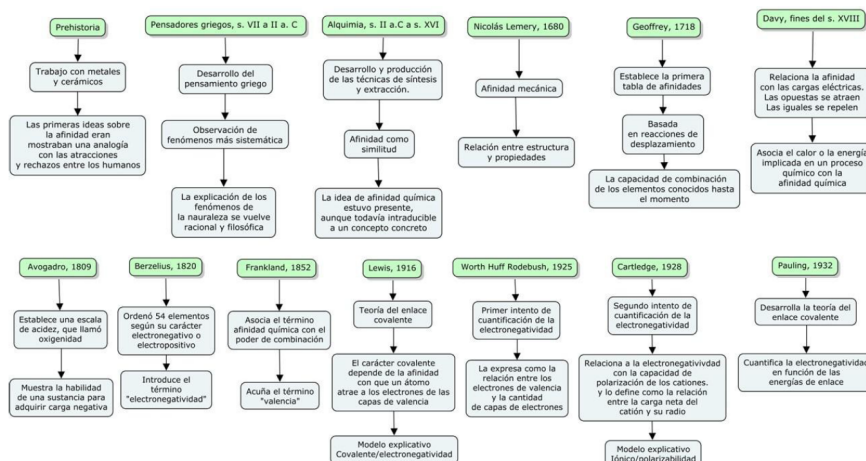 Prehistoria
Trabajo con metales
y cerámicos
Las primeras ideas sobre
la afinidad eran
mostraban una analogía
con las atracciones
y rechazos entre los humanos
Pensadores griegos, s. VII a II a. C
Desarrollo del
pensamiento griego
Observación de
fenómenos más sistemática
La explicación de los
fenómenos de
la nauraleza se vuelve
racional y filosófica
Alquimia, s. II a.C a s. XVI
Desarrollo y producción
de las técnicas de síntesis
y extracción.
Afinidad como
similitud
La idea de afinidad química
estuvo presente,
aunque todavía intraducible
a un concepto concreto
Nicolás Lemery, 1680
Afinidad mecánica
Relación entre estructura
y propiedades
Geoffrey, 1718
Establece la primera
tabla de afinidades
Basada
en reacciones de
desplazamiento
La capacidad de combinación
de los elementos conocidos hasta
el momento
Davy, fines del s. XVIII
Relaciona la afinidad
con las cargas eléctricas.
Las opuestas se atraen
Las iguales se repelen
Asocia el calor o la energía
implicada en un proceso
químico con la
afinidad química
Avogadro, 1809
Establece una escala
de acidez, que llamó
oxigenidad
Muestra la habilidad
de una sustancia para
adquirir carga negativa
Berzelius, 1820
Ordenó 54 elementos
según su carácter
electronegativo o
electropositivo
Introduce el
término
"electronegatividad"
Frankland, 1852
Asocia el término
afinidad química con el
poder de combinación
Acuña el término
"valencia"
Lewis, 1916
Teoría del enlace
covalente
El carácter covalente
depende de la afinidad
con que un átomo
atrae a los electrones de las
capas de valencia
Modelo explicativo
Covalente/electronegatividad
Worth Huff Rodebush, 1925
Primer intento de
cuantificación de la
electronegatividad
La expresa como la
relación entre los
electrones de valencia
y la cantidad
de capas de electrones
Cartledge, 1928
Segundo intento de
cuantificación de la
electronegatividad
Relaciona a la electronegativivdad
con la capacidad de
polarización de los cationes.
y lo define como la relación
entre la carga neta del
catión y su radio
Modelo explicativo
Iónico/polarizabilidad
Pauling, 1932
Desarrolla la teoría del
enlace covalente
Cuantifica la electronegatividad
en función de las
energías de enlace